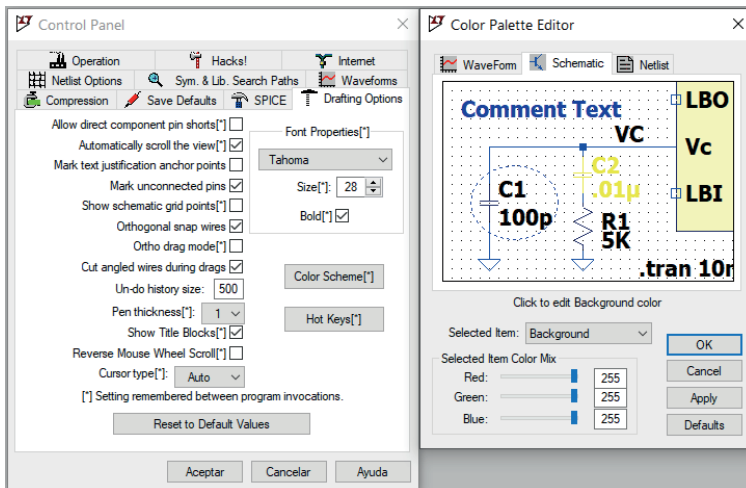 Control Panel
Operation
Hacks!
Internet
Netlist Options
Sym. & Lib. Search Paths
Waveforms
Compression
Save Defaults
SPICE
Drafting Options
Allow direct component pin shorts[*]
Automatically scroll the view[*]
Mark text justification anchor points
Mark unconnected pins
Show schematic grid points[*]
Orthogonal snap wires
Ortho drag mode[*]
Cut angled wires during drags
Un-do history size: 500
Pen thickness[*]: 1
Show Title Blocks[*]
Reverse Mouse Wheel Scroll[*]
Cursor type[*]: Auto
[*] Setting remembered between program invocations.
Reset to Default Values
Font Properties[*]
Tahoma
Size[*]: 28
Bold[*]
Color Scheme[*]
Hot Keys[*]
Aceptar
Cancelar
Ayuda
Color Palette Editor
WaveForm
Schematic
Netlist
Comment Text
LBO
VC
Vc
C2
.01µ
LBI
C1
100p
R1
5K
.tran 10m
Click to edit Background color
Selected Item: Background
Selected Item Color Mix
Red: 255
Green: 255
Blue: 255
OK
Cancel
Apply
Defaults